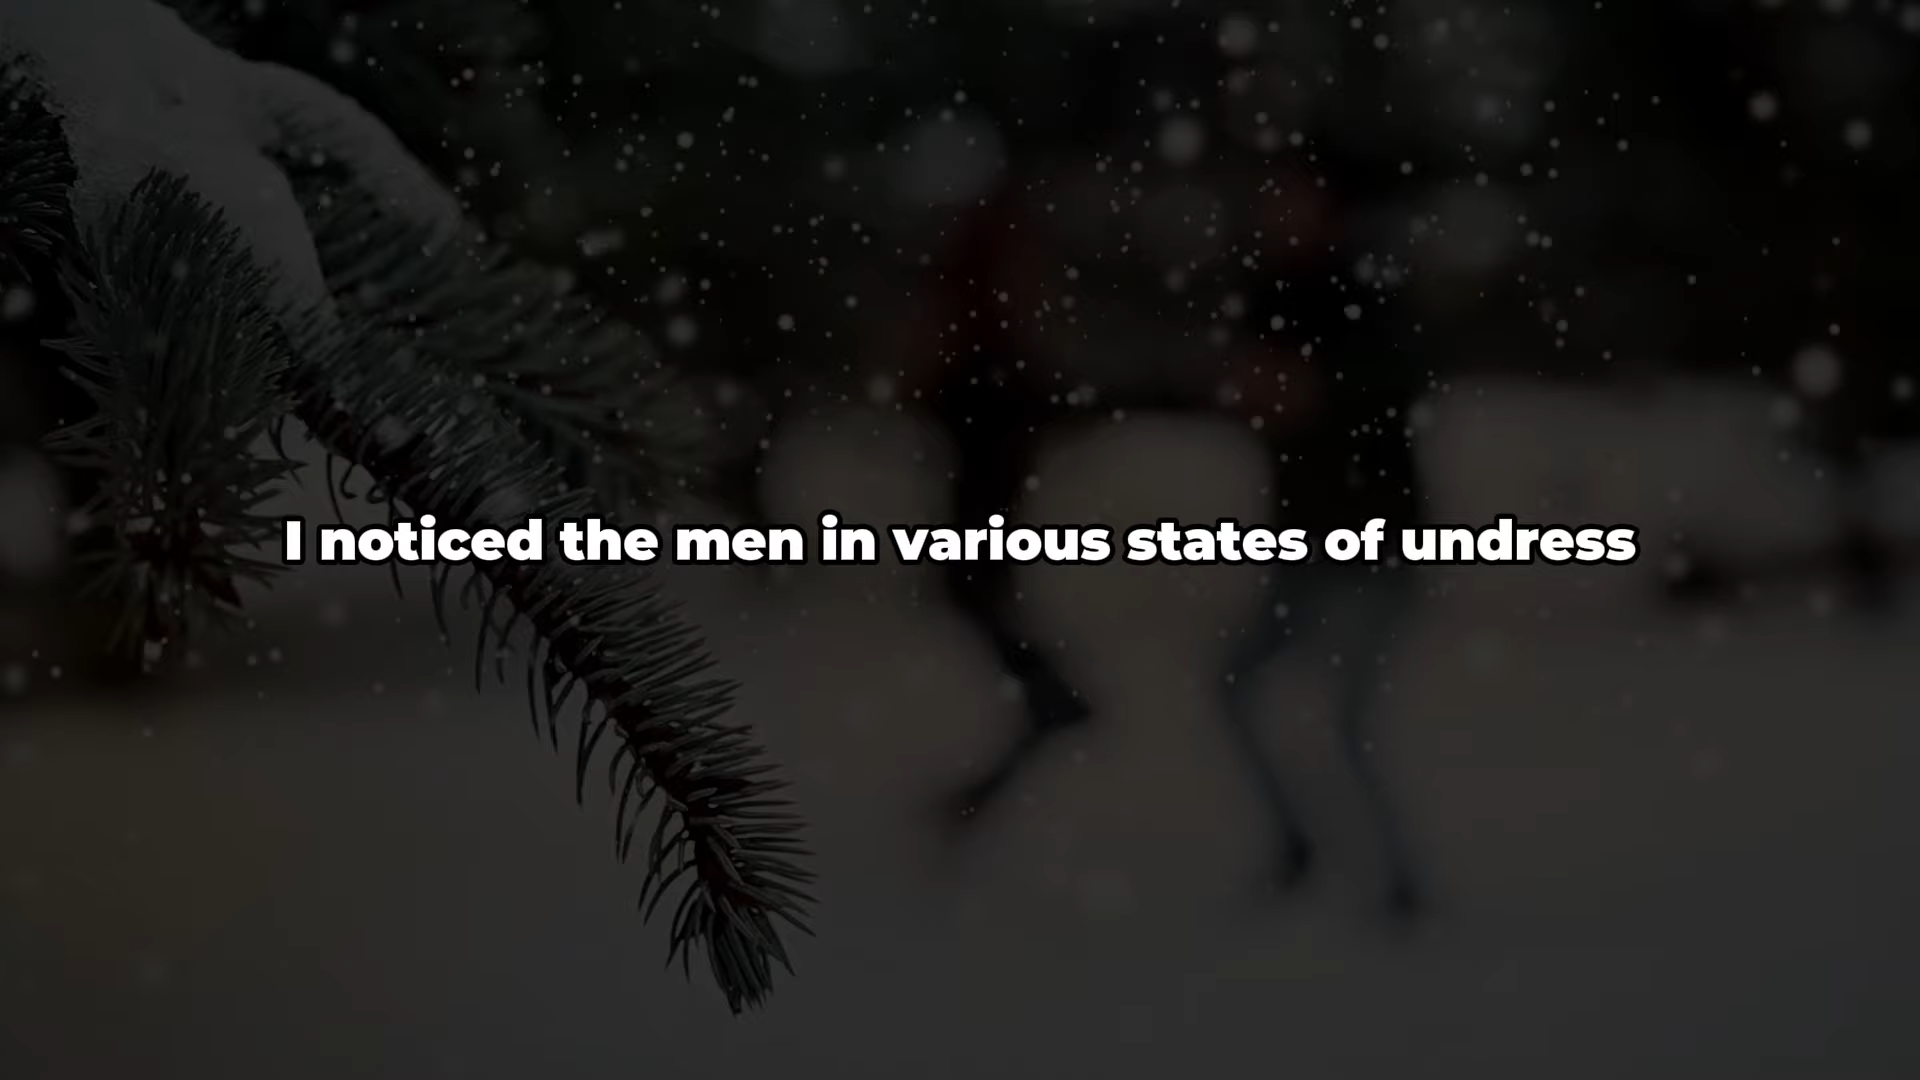 I noticed the men in various states of undress